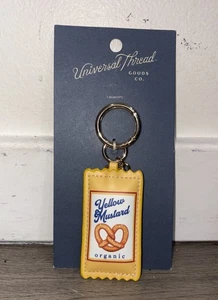 Universal Thread
GOODS
CO.
Yellow
& Mustard
organic